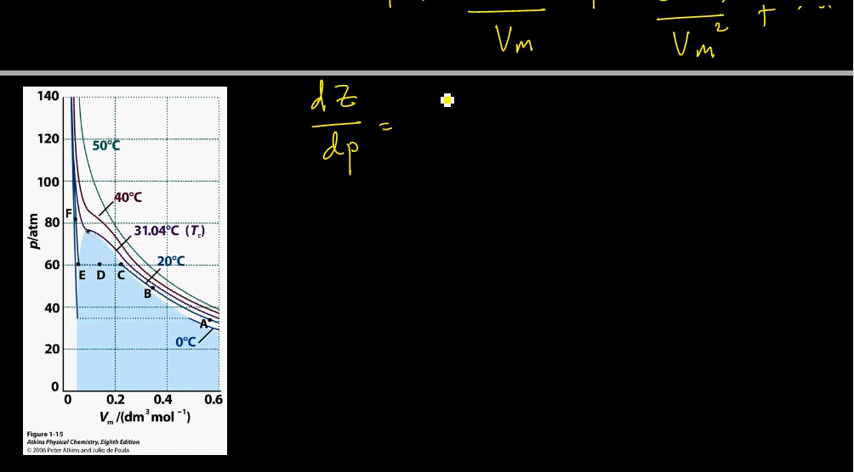 Vm Vm² + ...
dZ
dp =
140
120
100
80
60
40
20
0
p/atm
50°C
40°C
31.04°C (Tc)
20°C
F
E D C
B
A
0°C
0 0.2 0.4 0.6
Vm/(dm³ mol⁻¹)
Figure 1-15
Atkins Physical Chemistry, Eighth Edition
© 2006 Peter Atkins and Julio de Paula